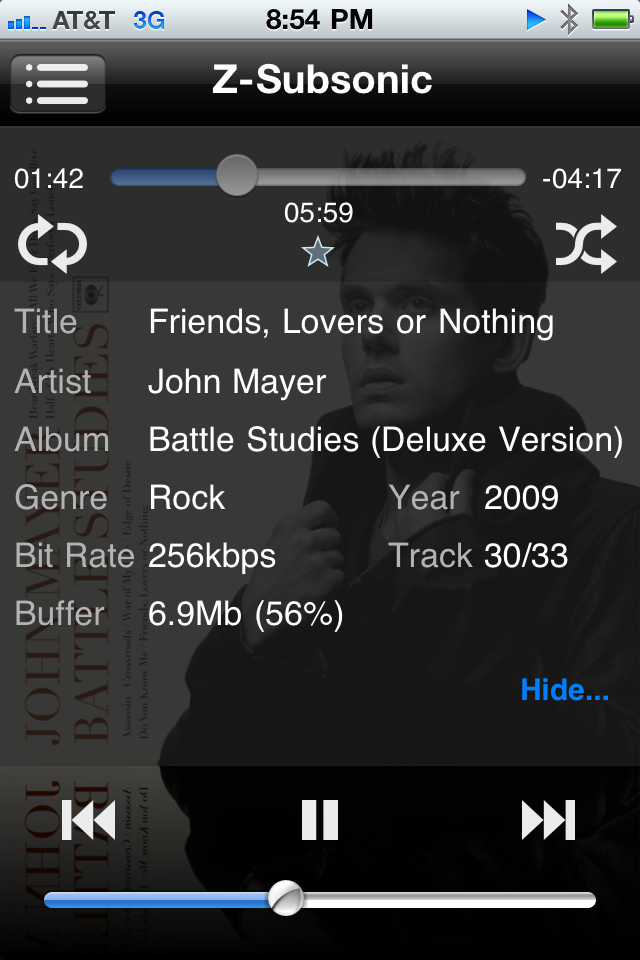 AT&T 3G 8:54 PM
Z-Subsonic
01:42 -04:17
05:59
Title Friends, Lovers or Nothing
Artist John Mayer
Album Battle Studies (Deluxe Version)
Genre Rock Year 2009
Bit Rate 256kbps Track 30/33
Buffer 6.9Mb (56%)
Hide...
JOHN MAYER
BATTLE STUDIES